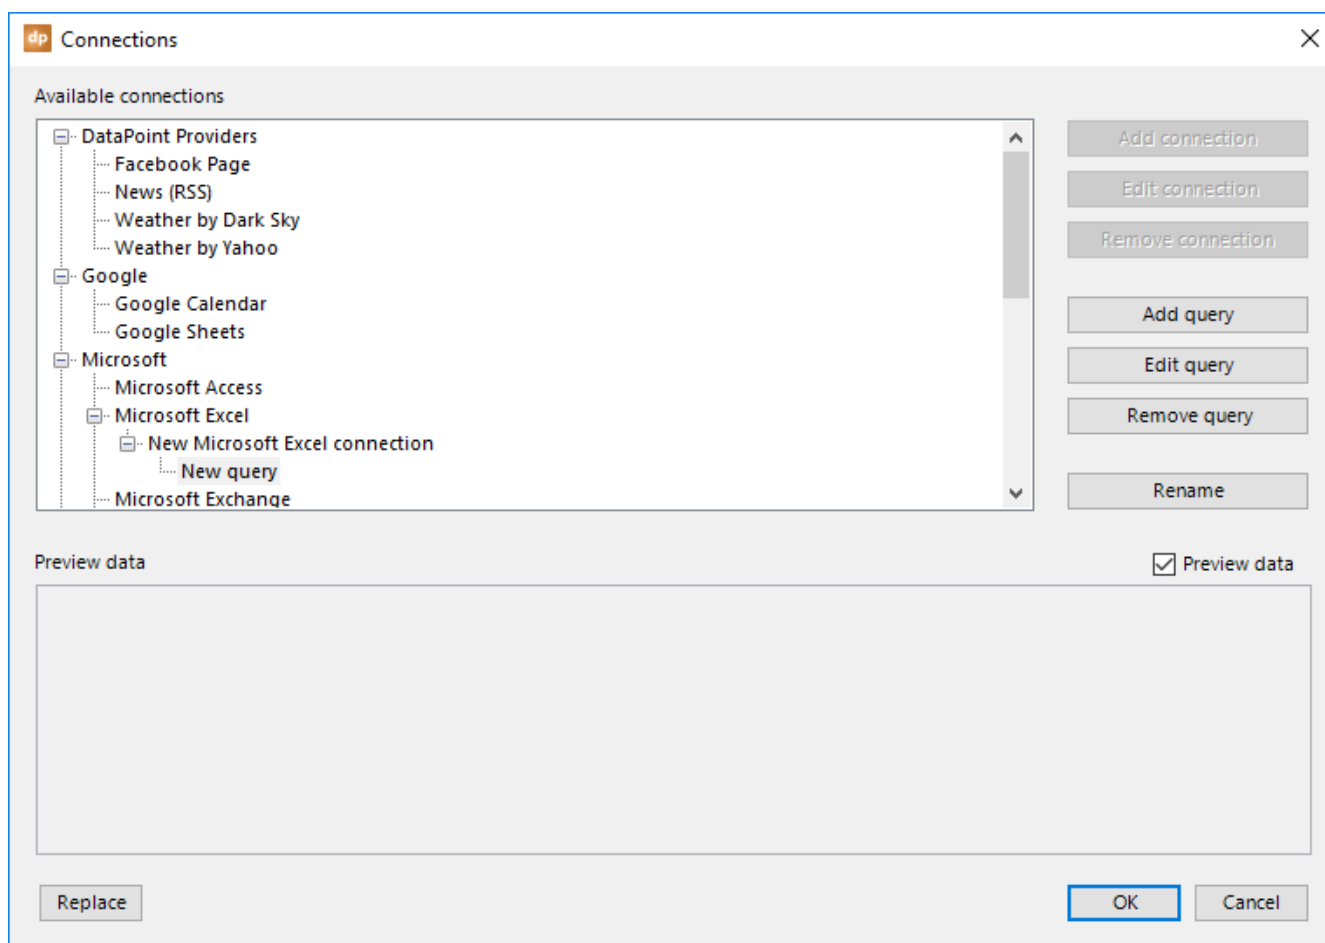 dp Connections
Available connections
DataPoint Providers
Facebook Page
News (RSS)
Weather by Dark Sky
Weather by Yahoo
Google
Google Calendar
Google Sheets
Microsoft
Microsoft Access
Microsoft Excel
New Microsoft Excel connection
New query
Microsoft Exchange
Add connection
Edit connection
Remove connection
Add query
Edit query
Remove query
Rename
Preview data
Preview data
Replace
OK
Cancel